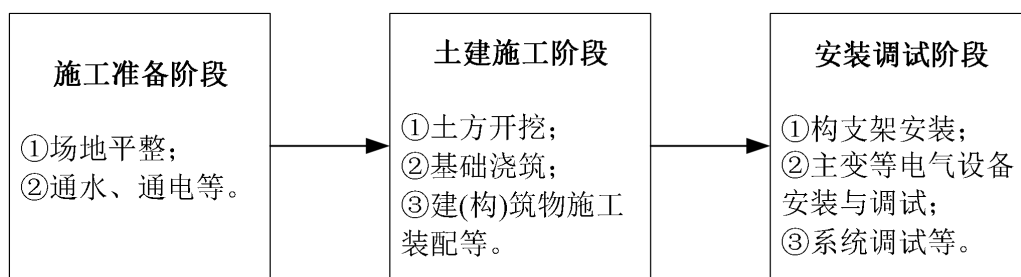 施工准备阶段
①场地平整；
②通水、通电等。
土建施工阶段
①土方开挖；
②基础浇筑；
③建(构)筑物施工
装配等。
安装调试阶段
①构支架安装；
②主变等电气设备
安装与调试；
③系统调试等。